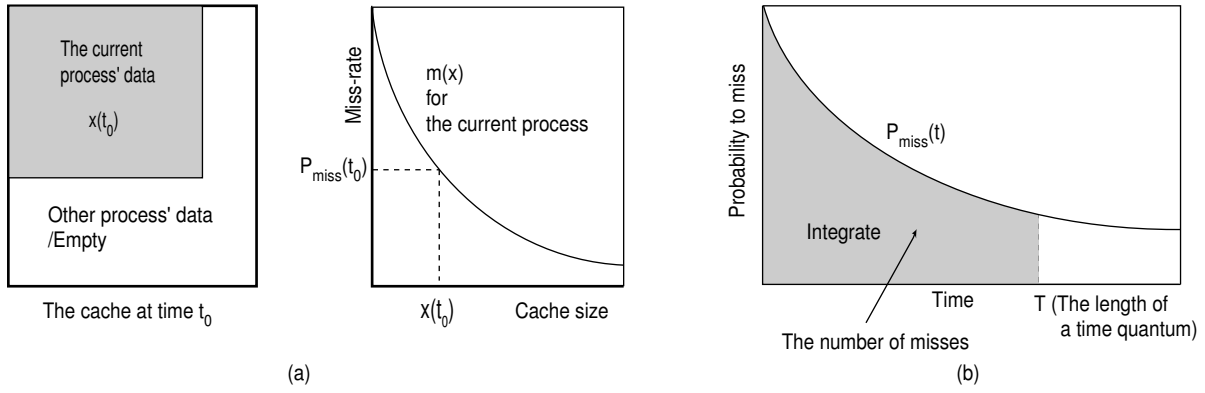 The current
process' data
x(t0)
Other process' data
/Empty
The cache at time t0
Miss-rate
m(x)
for
the current process
Pmiss(t0)
x(t0)
Cache size
(a)
Probability to miss
Pmiss(t)
Integrate
Time
T (The length of
a time quantum)
The number of misses
(b)